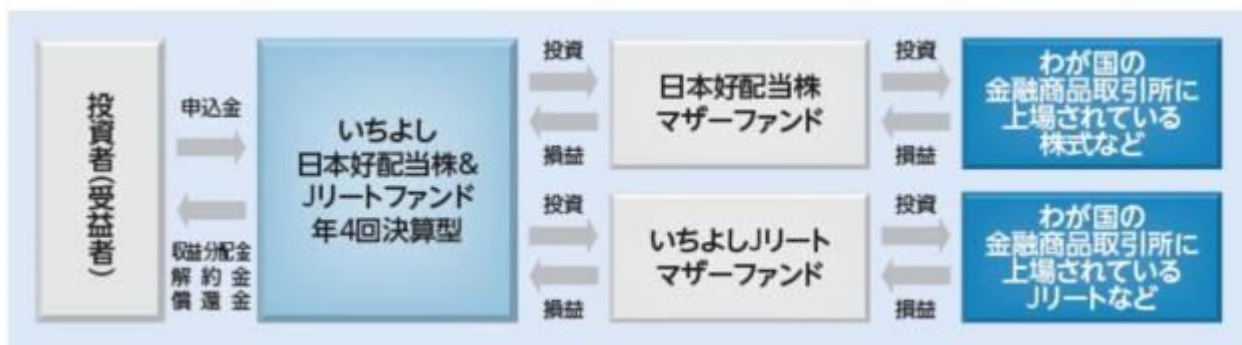 投資者(受益者)
申込金
収益分配金
解約金
償還金
いちよし
日本好配当株&
Jリートファンド
年4回決算型
投資
損益
日本好配当株
マザーファンド
投資
損益
わが国の
金融商品取引所に
上場されている
株式など
投資
損益
いちよしJリート
マザーファンド
投資
損益
わが国の
金融商品取引所に
上場されている
Jリートなど